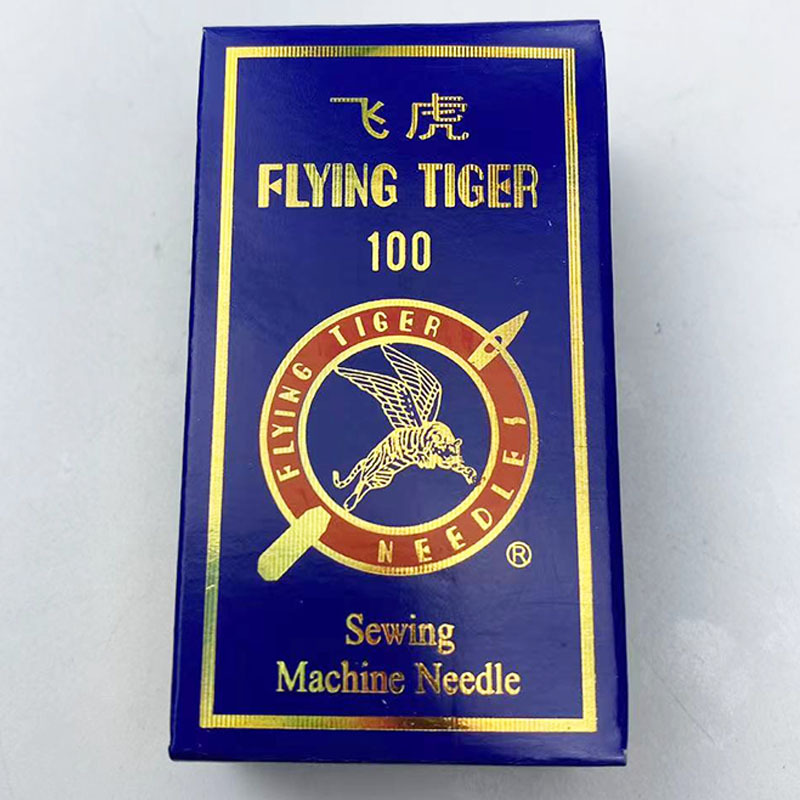 飞虎
FLYING TIGER
100
FLYING TIGER
NEEDLES
®
Sewing
Machine Needle